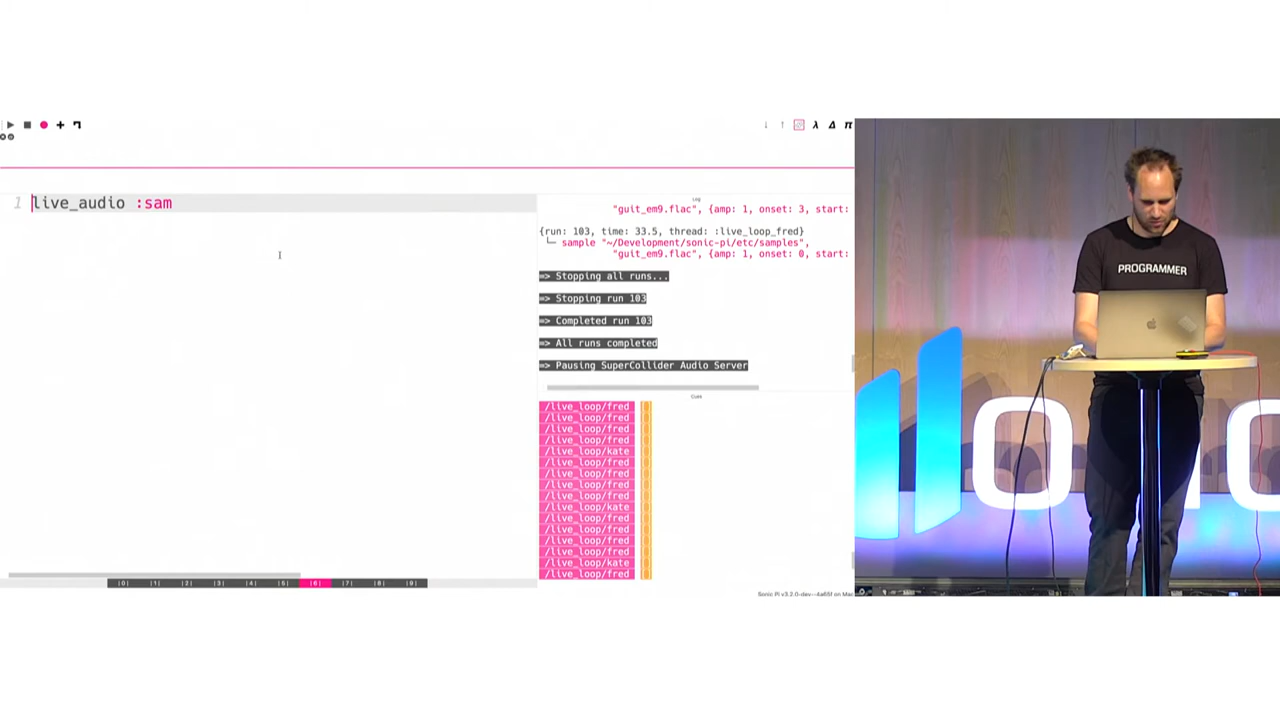 1 live_audio :sam
Log
"guit_em9.flac", {amp: 1, onset: 3, start:
{run: 103, time: 33.5, thread: :live_loop_fred}
└─ sample "~/Development/sonic-pi/etc/samples",
"guit_em9.flac", {amp: 1, onset: 0, start:
=> Stopping all runs...
=> Stopping run 103
=> Completed run 103
=> All runs completed
=> Pausing SuperCollider Audio Server
Cues
/live_loop/fred
/live_loop/fred
/live_loop/fred
/live_loop/fred
/live_loop/kate
/live_loop/fred
/live_loop/fred
/live_loop/fred
/live_loop/fred
/live_loop/kate
/live_loop/fred
/live_loop/fred
/live_loop/fred
/live_loop/fred
/live_loop/kate
/live_loop/fred
|0| |1| |2| |3| |4| |5| |6| |7| |8| |9|
PROGRAMMER